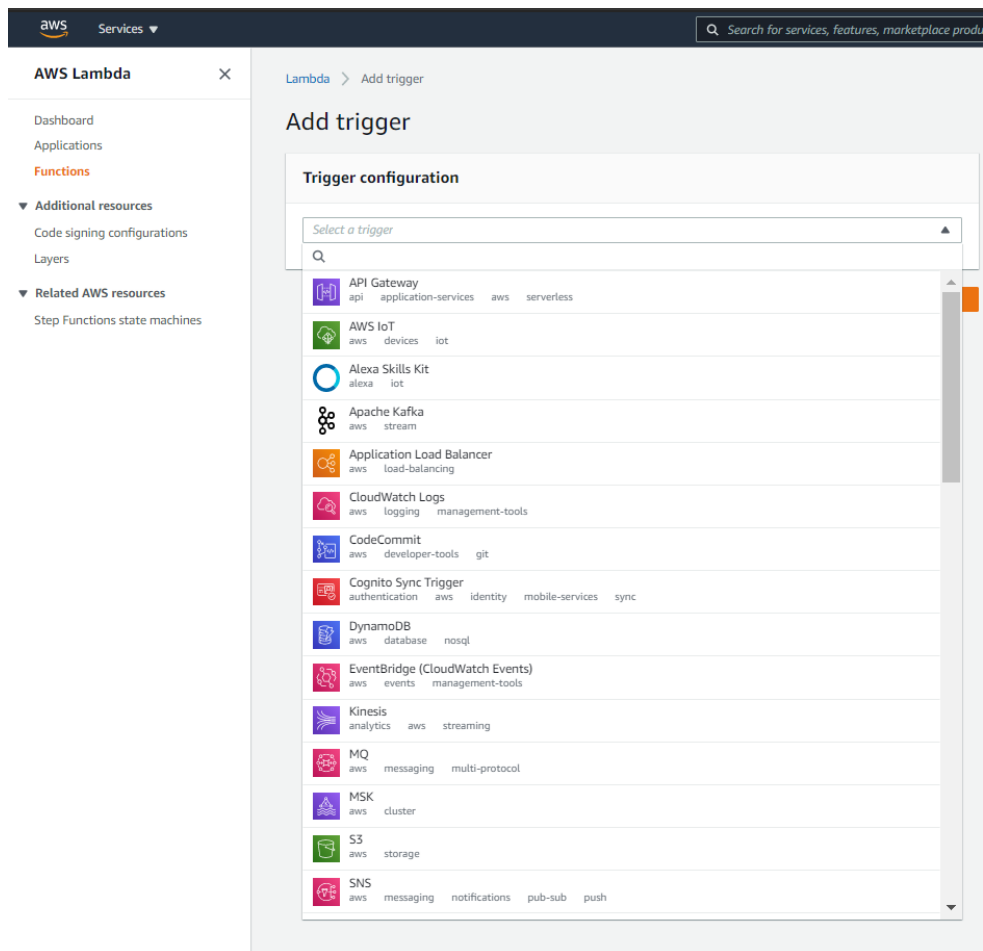 aws Services ▼ Search for services, features, marketplace produ
AWS Lambda
Dashboard
Applications
Functions
Additional resources
Code signing configurations
Layers
Related AWS resources
Step Functions state machines
Lambda > Add trigger
Add trigger
Trigger configuration
Select a trigger
API Gateway
api application-services aws serverless
AWS IoT
aws devices iot
Alexa Skills Kit
alexa iot
Apache Kafka
aws stream
Application Load Balancer
aws load-balancing
CloudWatch Logs
aws logging management-tools
CodeCommit
aws developer-tools git
Cognito Sync Trigger
authentication aws identity mobile-services sync
DynamoDB
aws database nosql
EventBridge (CloudWatch Events)
aws events management-tools
Kinesis
analytics aws streaming
MQ
aws messaging multi-protocol
MSK
aws cluster
S3
aws storage
SNS
aws messaging notifications pub-sub push